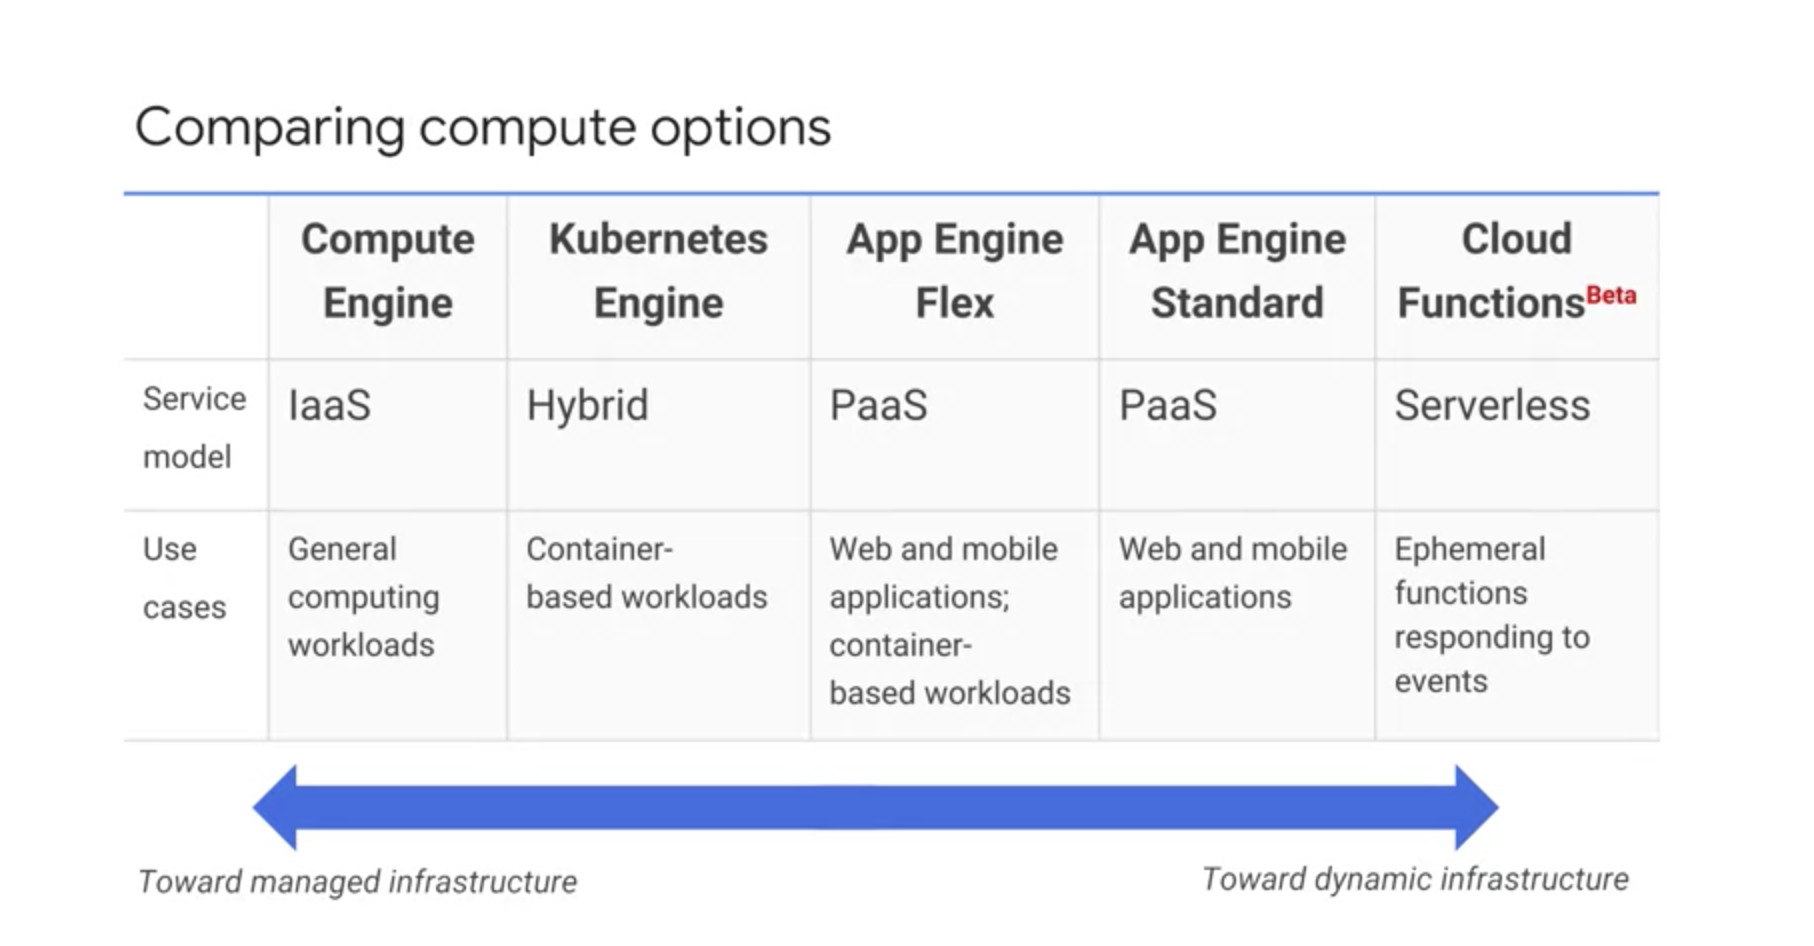 Comparing compute options
Compute Engine
Kubernetes Engine
App Engine Flex
App Engine Standard
Cloud Functions Beta
Service model
IaaS
Hybrid
PaaS
PaaS
Serverless
Use cases
General
computing
workloads
Container-
based workloads
Web and mobile
applications;
container-
based workloads
Web and mobile
applications
Ephemeral
functions
responding to
events
Toward managed infrastructure
Toward dynamic infrastructure